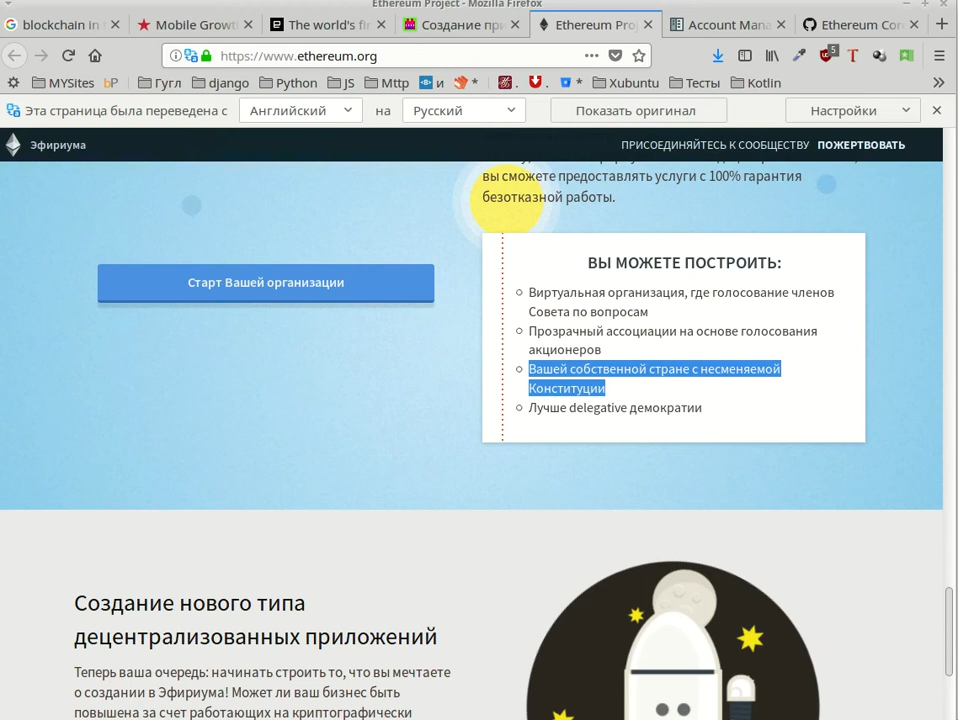 Ethereum Project - Mozilla Firefox
blockchain in
Mobile Growt
The world's fi
Создание при
Ethereum Proj
Account Mana
Ethereum Cor
https://www.ethereum.org
5
MYSites
bP
Гугл
django
Python
JS
Mttp
и
*
.
.
*
Xubuntu
Тесты
Kotlin
Эта страница была переведена с
Английский
на
Русский
Показать оригинал
Настройки
Эфириума
ПРИСОЕДИНЯЙТЕСЬ К СООБЩЕСТВУ ПОЖЕРТВОВАТЬ
вы сможете предоставлять услуги с 100% гарантия
безотказной работы.
Старт Вашей организации
ВЫ МОЖЕТЕ ПОСТРОИТЬ:
Виртуальная организация, где голосование членов
Совета по вопросам
Прозрачный ассоциации на основе голосования
акционеров
Вашей собственной стране с несменяемой
Конституции
Лучше delegative демократии
Создание нового типа
децентрализованных приложений
Теперь ваша очередь: начинать строить то, что вы мечтаете
о создании в Эфириума! Может ли ваш бизнес быть
повышена за счет работающих на криптографически